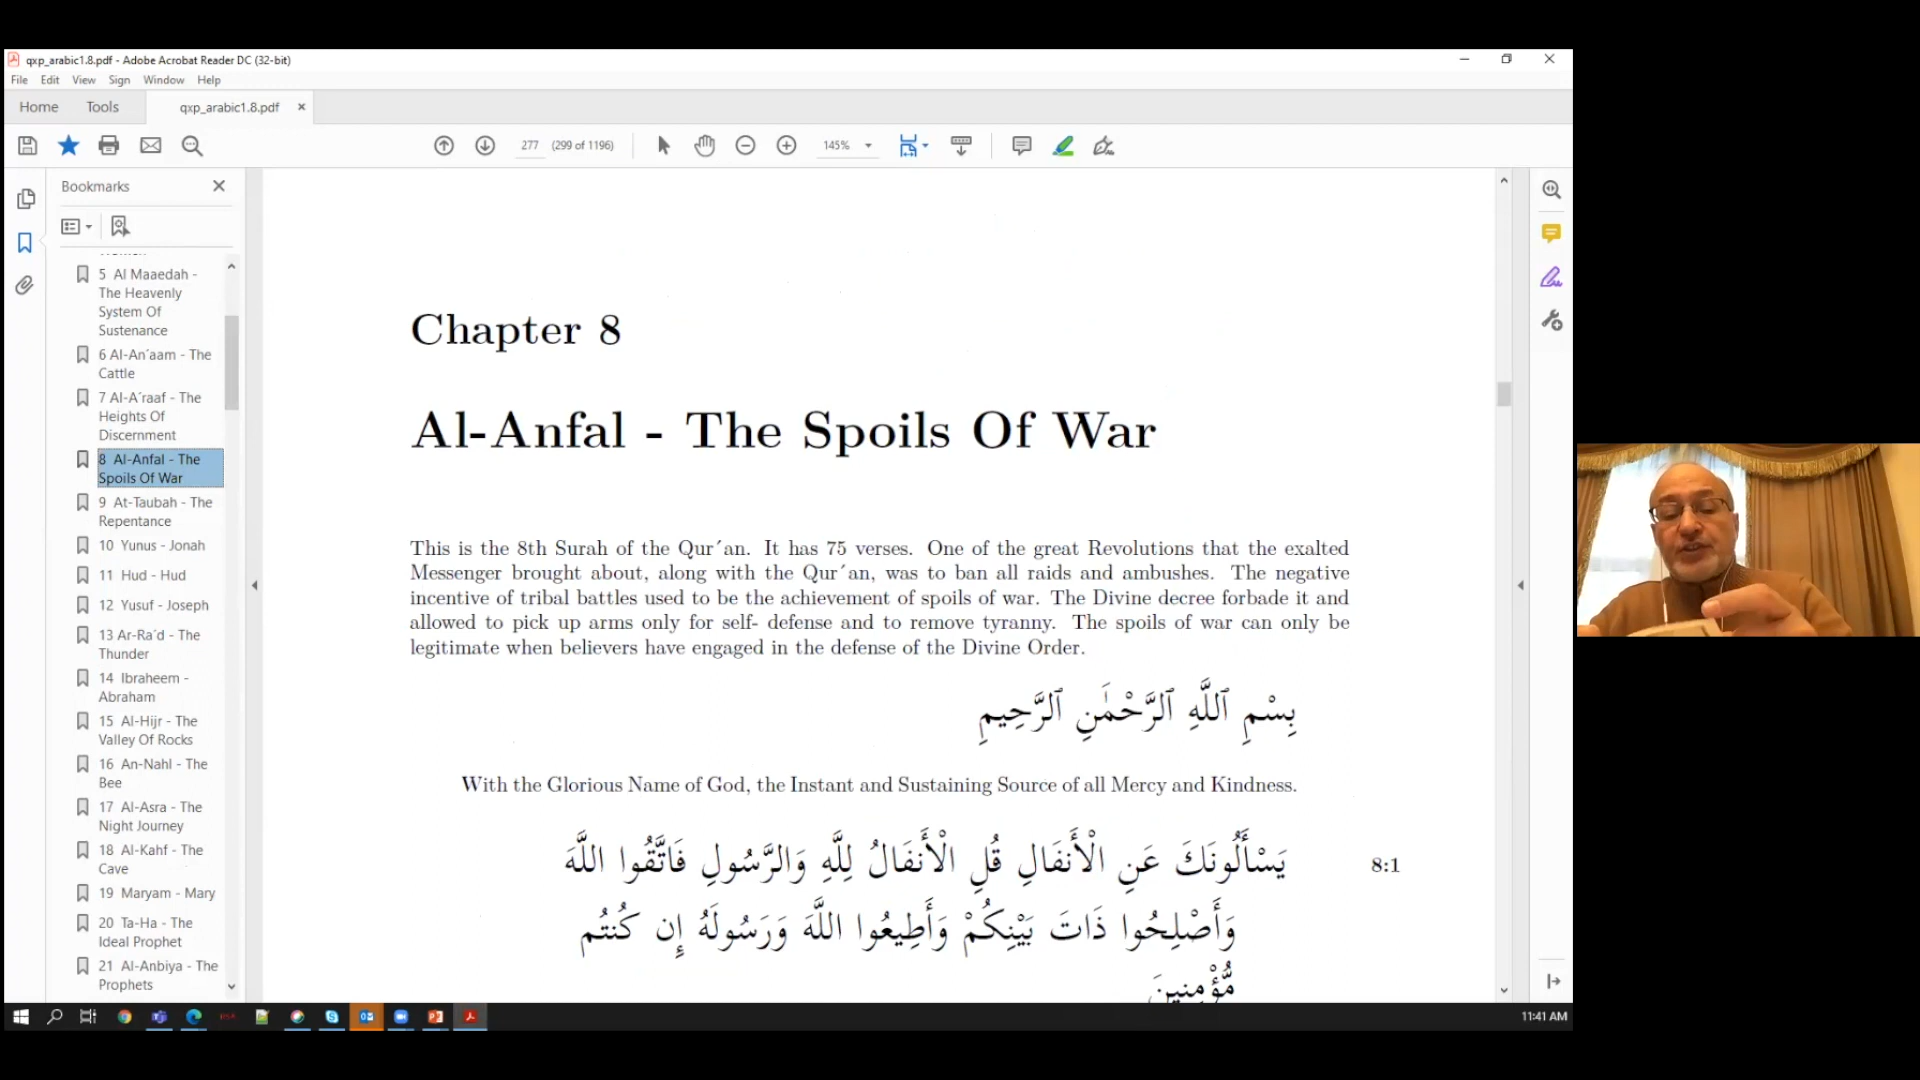 qxp_arabic1.8.pdf - Adobe Acrobat Reader DC (32-bit)
File Edit View Sign Window Help
Home Tools qxp_arabic1.8.pdf
277 (299 of 1196) 145%
Bookmarks
5 Al Maaedah -
The Heavenly
System Of
Sustenance
6 Al-An´aam - The
Cattle
7 Al-A´raaf - The
Heights Of
Discernment
8 Al-Anfal - The
Spoils Of War
9 At-Taubah - The
Repentance
10 Yunus - Jonah
11 Hud - Hud
12 Yusuf - Joseph
13 Ar-Ra´d - The
Thunder
14 Ibraheem -
Abraham
15 Al-Hijr - The
Valley Of Rocks
16 An-Nahl - The
Bee
17 Al-Asra - The
Night Journey
18 Al-Kahf - The
Cave
19 Maryam - Mary
20 Ta-Ha - The
Ideal Prophet
21 Al-Anbiya - The
Prophets
Chapter 8
Al-Anfal - The Spoils Of War
This is the 8th Surah of the Qur´an. It has 75 verses. One of the great Revolutions that the exalted
Messenger brought about, along with the Qur´an, was to ban all raids and ambushes. The negative
incentive of tribal battles used to be the achievement of spoils of war. The Divine decree forbade it and
allowed to pick up arms only for self- defense and to remove tyranny. The spoils of war can only be
legitimate when believers have engaged in the defense of the Divine Order.
بِسْمِ ٱللَّهِ ٱلرَّحْمَٰنِ ٱلرَّحِيمِ
With the Glorious Name of God, the Instant and Sustaining Source of all Mercy and Kindness.
يَسْأَلُونَكَ عَنِ الْأَنفَالِ قُلِ الْأَنفَالُ لِلَّهِ وَالرَّسُولِ فَاتَّقُوا اللَّهَ
8:1
وَأَصْلِحُوا ذَاتَ بَيْنِكُمْ وَأَطِيعُوا اللَّهَ وَرَسُولَهُ إِن كُنتُم
مُّؤْمِنِينَ
11:41 AM